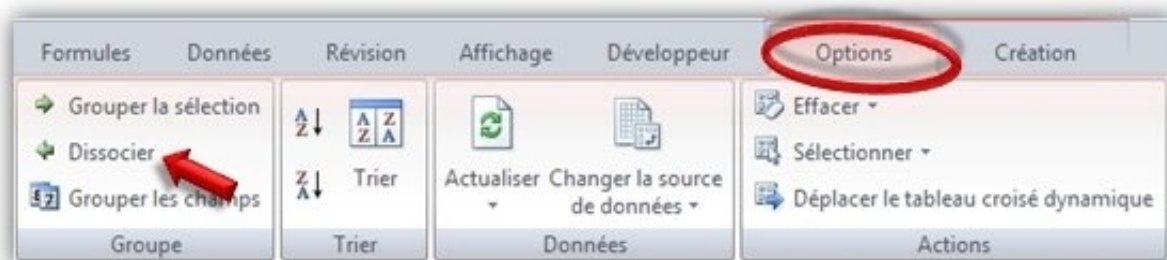 Formules Données Révision Affichage Développeur Options Création
Grouper la sélection
Dissocier
Grouper les champs
Groupe
Trier
Trier
Actualiser
Changer la source
de données
Données
Effacer
Sélectionner
Déplacer le tableau croisé dynamique
Actions